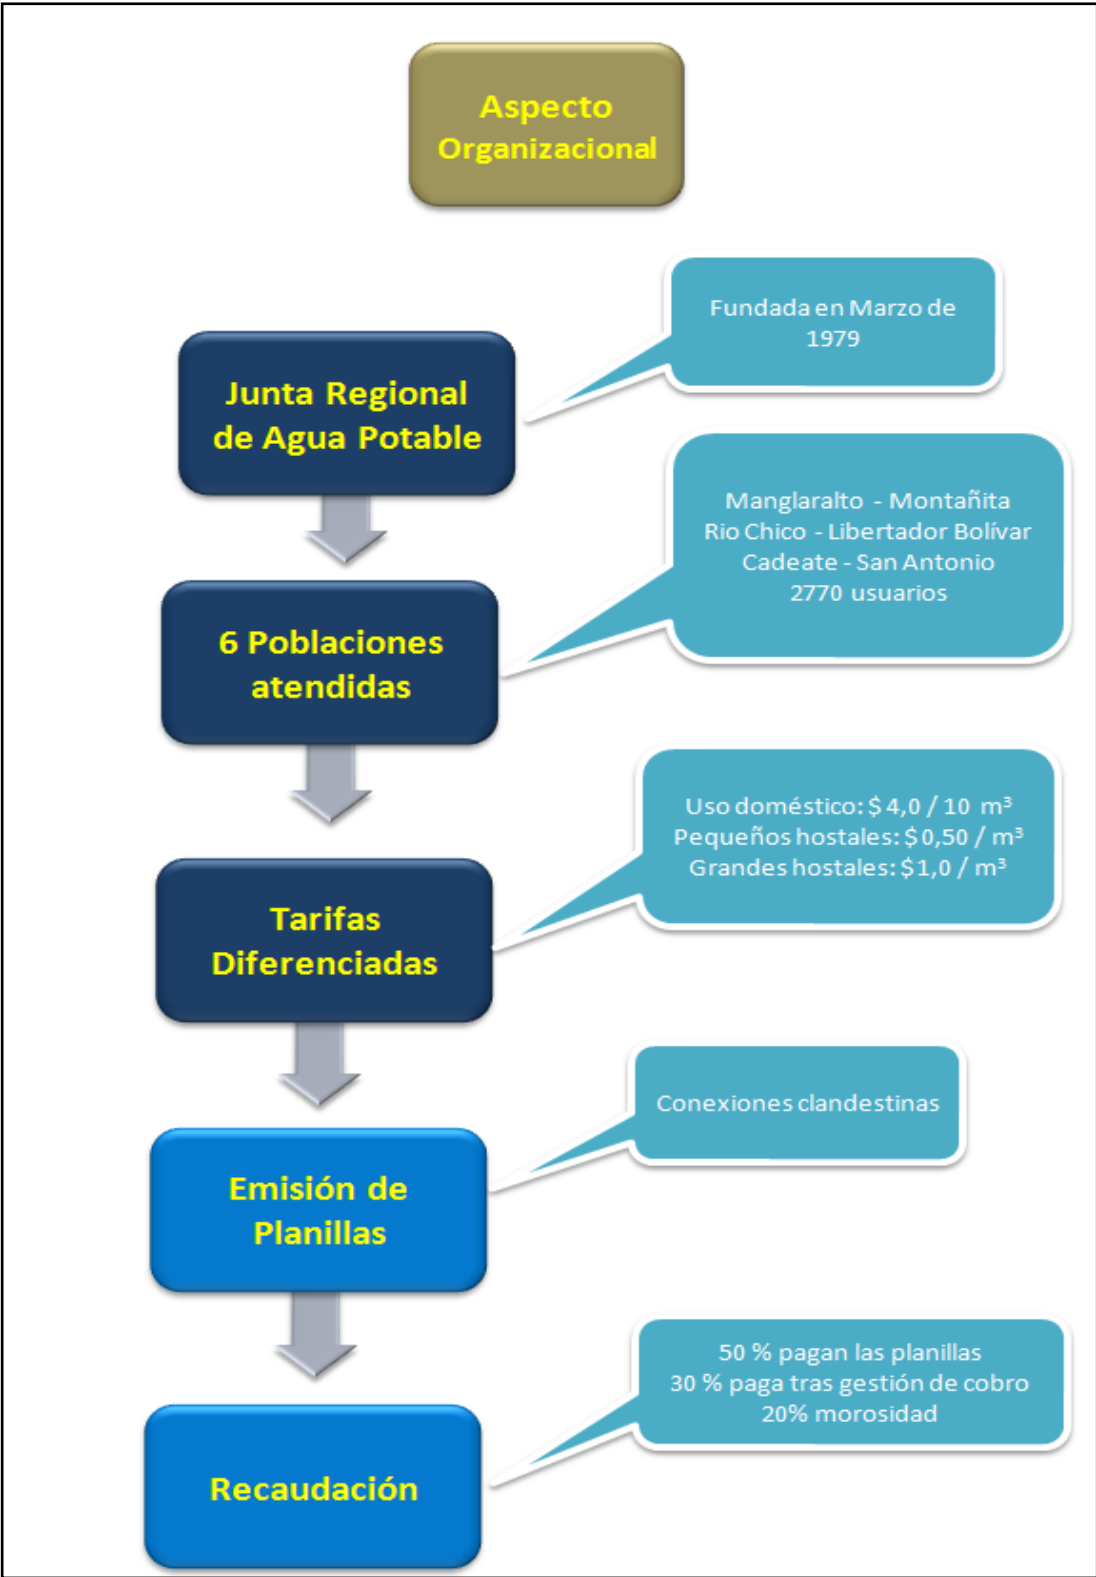 Aspecto
Organizacional
Fundada en Marzo de
1979
Junta Regional
de Agua Potable
Manglaralto - Montañita
Rio Chico - Libertador Bolívar
Cadeate - San Antonio
2770 usuarios
6 Poblaciones
atendidas
Uso doméstico: $ 4,0 / 10 m³
Pequeños hostales: $0,50 / m³
Grandes hostales: $1,0 / m³
Tarifas
Diferenciadas
Conexiones clandestinas
Emisión de
Planillas
50 % pagan las planillas
30 % paga tras gestión de cobro
20% morosidad
Recaudación